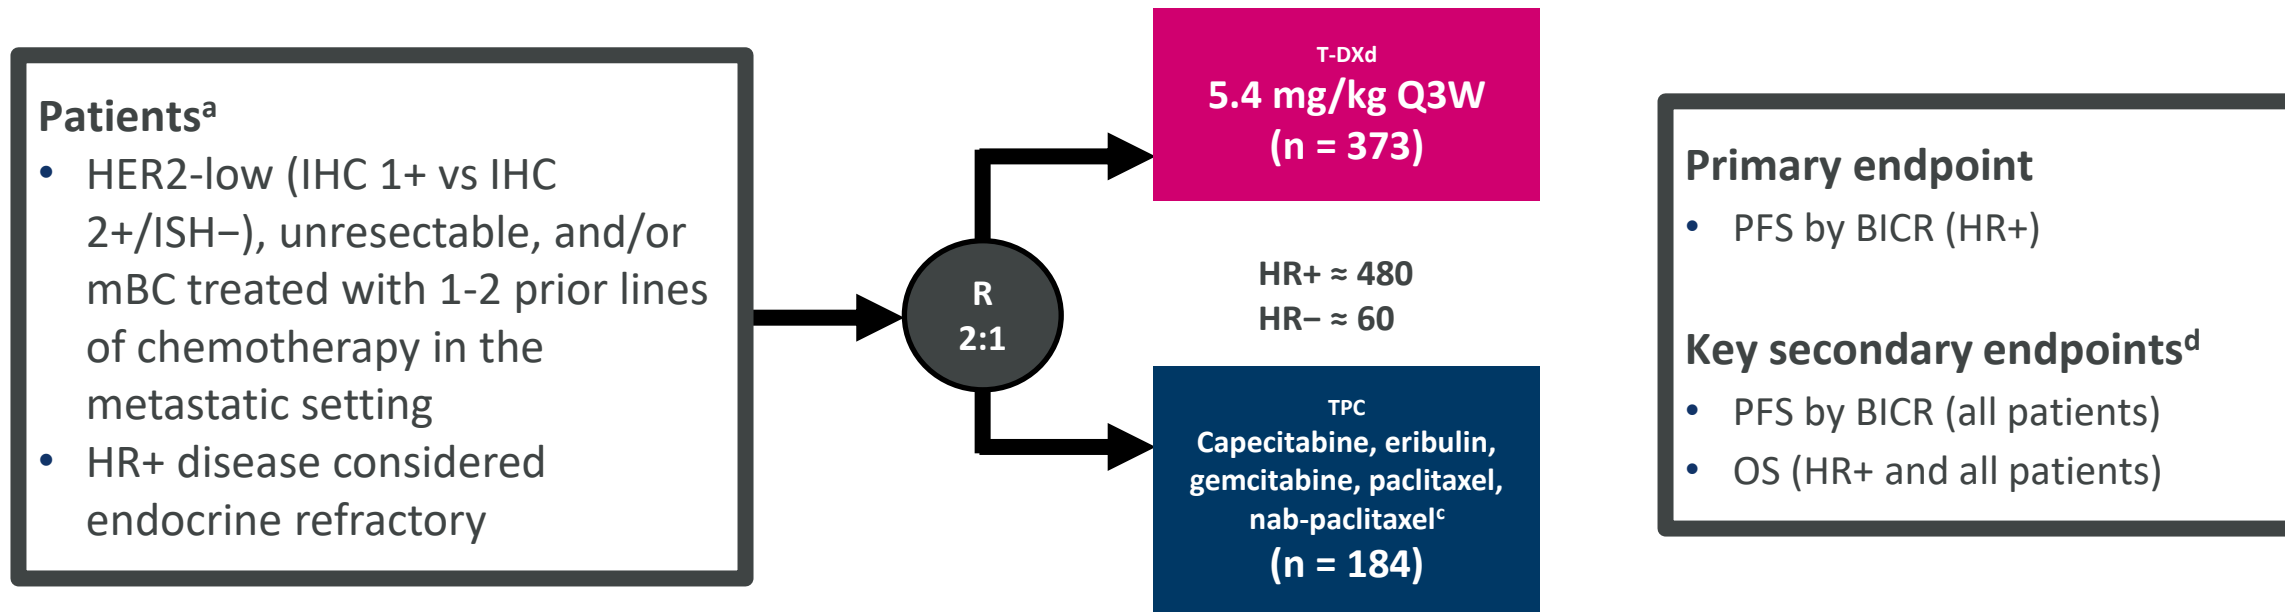 Patientsᵃ
• HER2-low (IHC 1+ vs IHC
2+/ISH−), unresectable, and/or
mBC treated with 1-2 prior lines
of chemotherapy in the
metastatic setting
• HR+ disease considered
endocrine refractory
R
2:1
T-DXd
5.4 mg/kg Q3W
(n = 373)
HR+ ≈ 480
HR− ≈ 60
TPC
Capecitabine, eribulin,
gemcitabine, paclitaxel,
nab-paclitaxelᶜ
(n = 184)
Primary endpoint
• PFS by BICR (HR+)
Key secondary endpointsᵈ
• PFS by BICR (all patients)
• OS (HR+ and all patients)